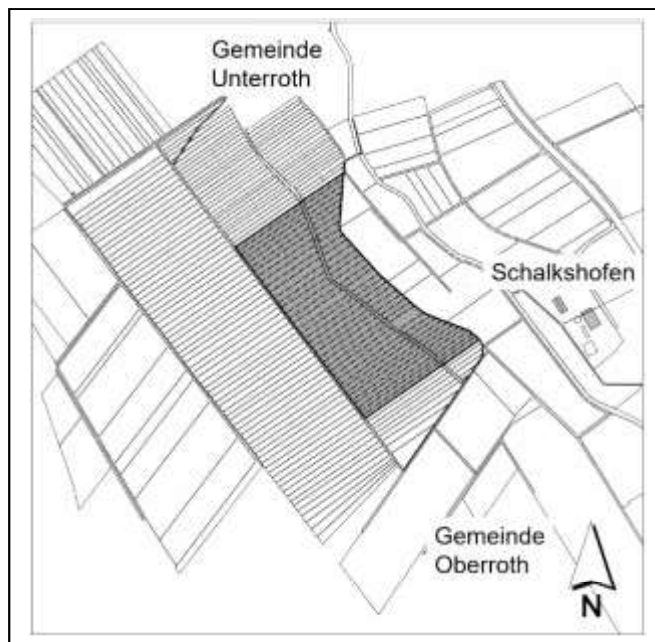 Gemeinde
Unterroth
Schalkshofen
Gemeinde
Oberroth
N